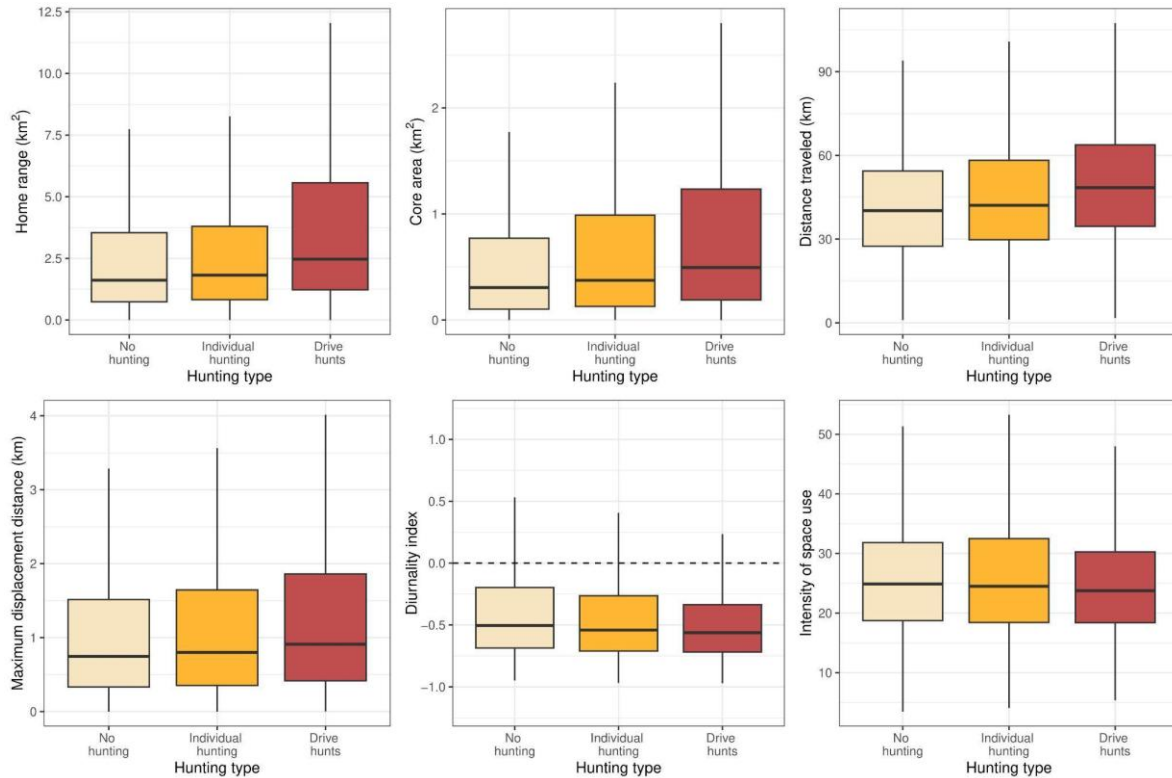 Home range (km²)
12.5
10.0
7.5
5.0
2.5
0.0
No
hunting
Individual
hunting
Drive
hunts
Hunting type
Core area (km²)
2
1
0
No
hunting
Individual
hunting
Drive
hunts
Hunting type
Distance traveled (km)
90
60
30
0
No
hunting
Individual
hunting
Drive
hunts
Hunting type
Maximum displacement distance (km)
4
3
2
1
0
No
hunting
Individual
hunting
Drive
hunts
Hunting type
Diurnality index
1.0
0.5
0.0
−0.5
−1.0
No
hunting
Individual
hunting
Drive
hunts
Hunting type
Intensity of space use
50
40
30
20
10
No
hunting
Individual
hunting
Drive
hunts
Hunting type